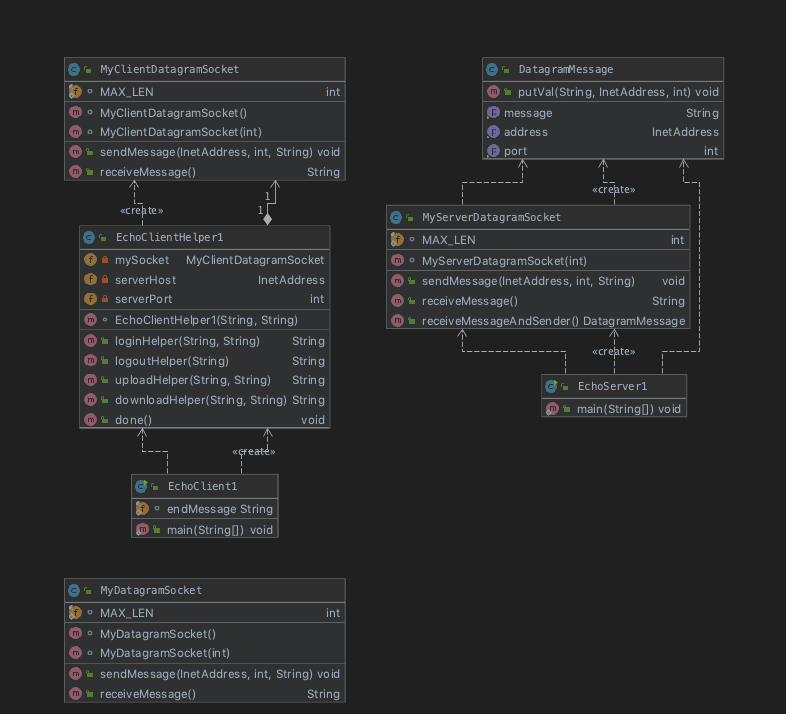 MyClientDatagramSocket
MAX_LEN int
MyClientDatagramSocket()
MyClientDatagramSocket(int)
sendMessage(InetAddress, int, String) void
receiveMessage() String
«create»
1
1
EchoClientHelper1
mySocket MyClientDatagramSocket
serverHost InetAddress
serverPort int
EchoClientHelper1(String, String)
loginHelper(String, String) String
logoutHelper(String) String
uploadHelper(String, String) String
downloadHelper(String, String) String
done() void
«create»
EchoClient1
endMessage String
main(String[]) void
MyDatagramSocket
MAX_LEN int
MyDatagramSocket()
MyDatagramSocket(int)
sendMessage(InetAddress, int, String) void
receiveMessage() String
DatagramMessage
putVal(String, InetAddress, int) void
message String
address InetAddress
port int
«create»
MyServerDatagramSocket
MAX_LEN int
MyServerDatagramSocket(int)
sendMessage(InetAddress, int, String) void
receiveMessage() String
receiveMessageAndSender() DatagramMessage
«create»
EchoServer1
main(String[]) void